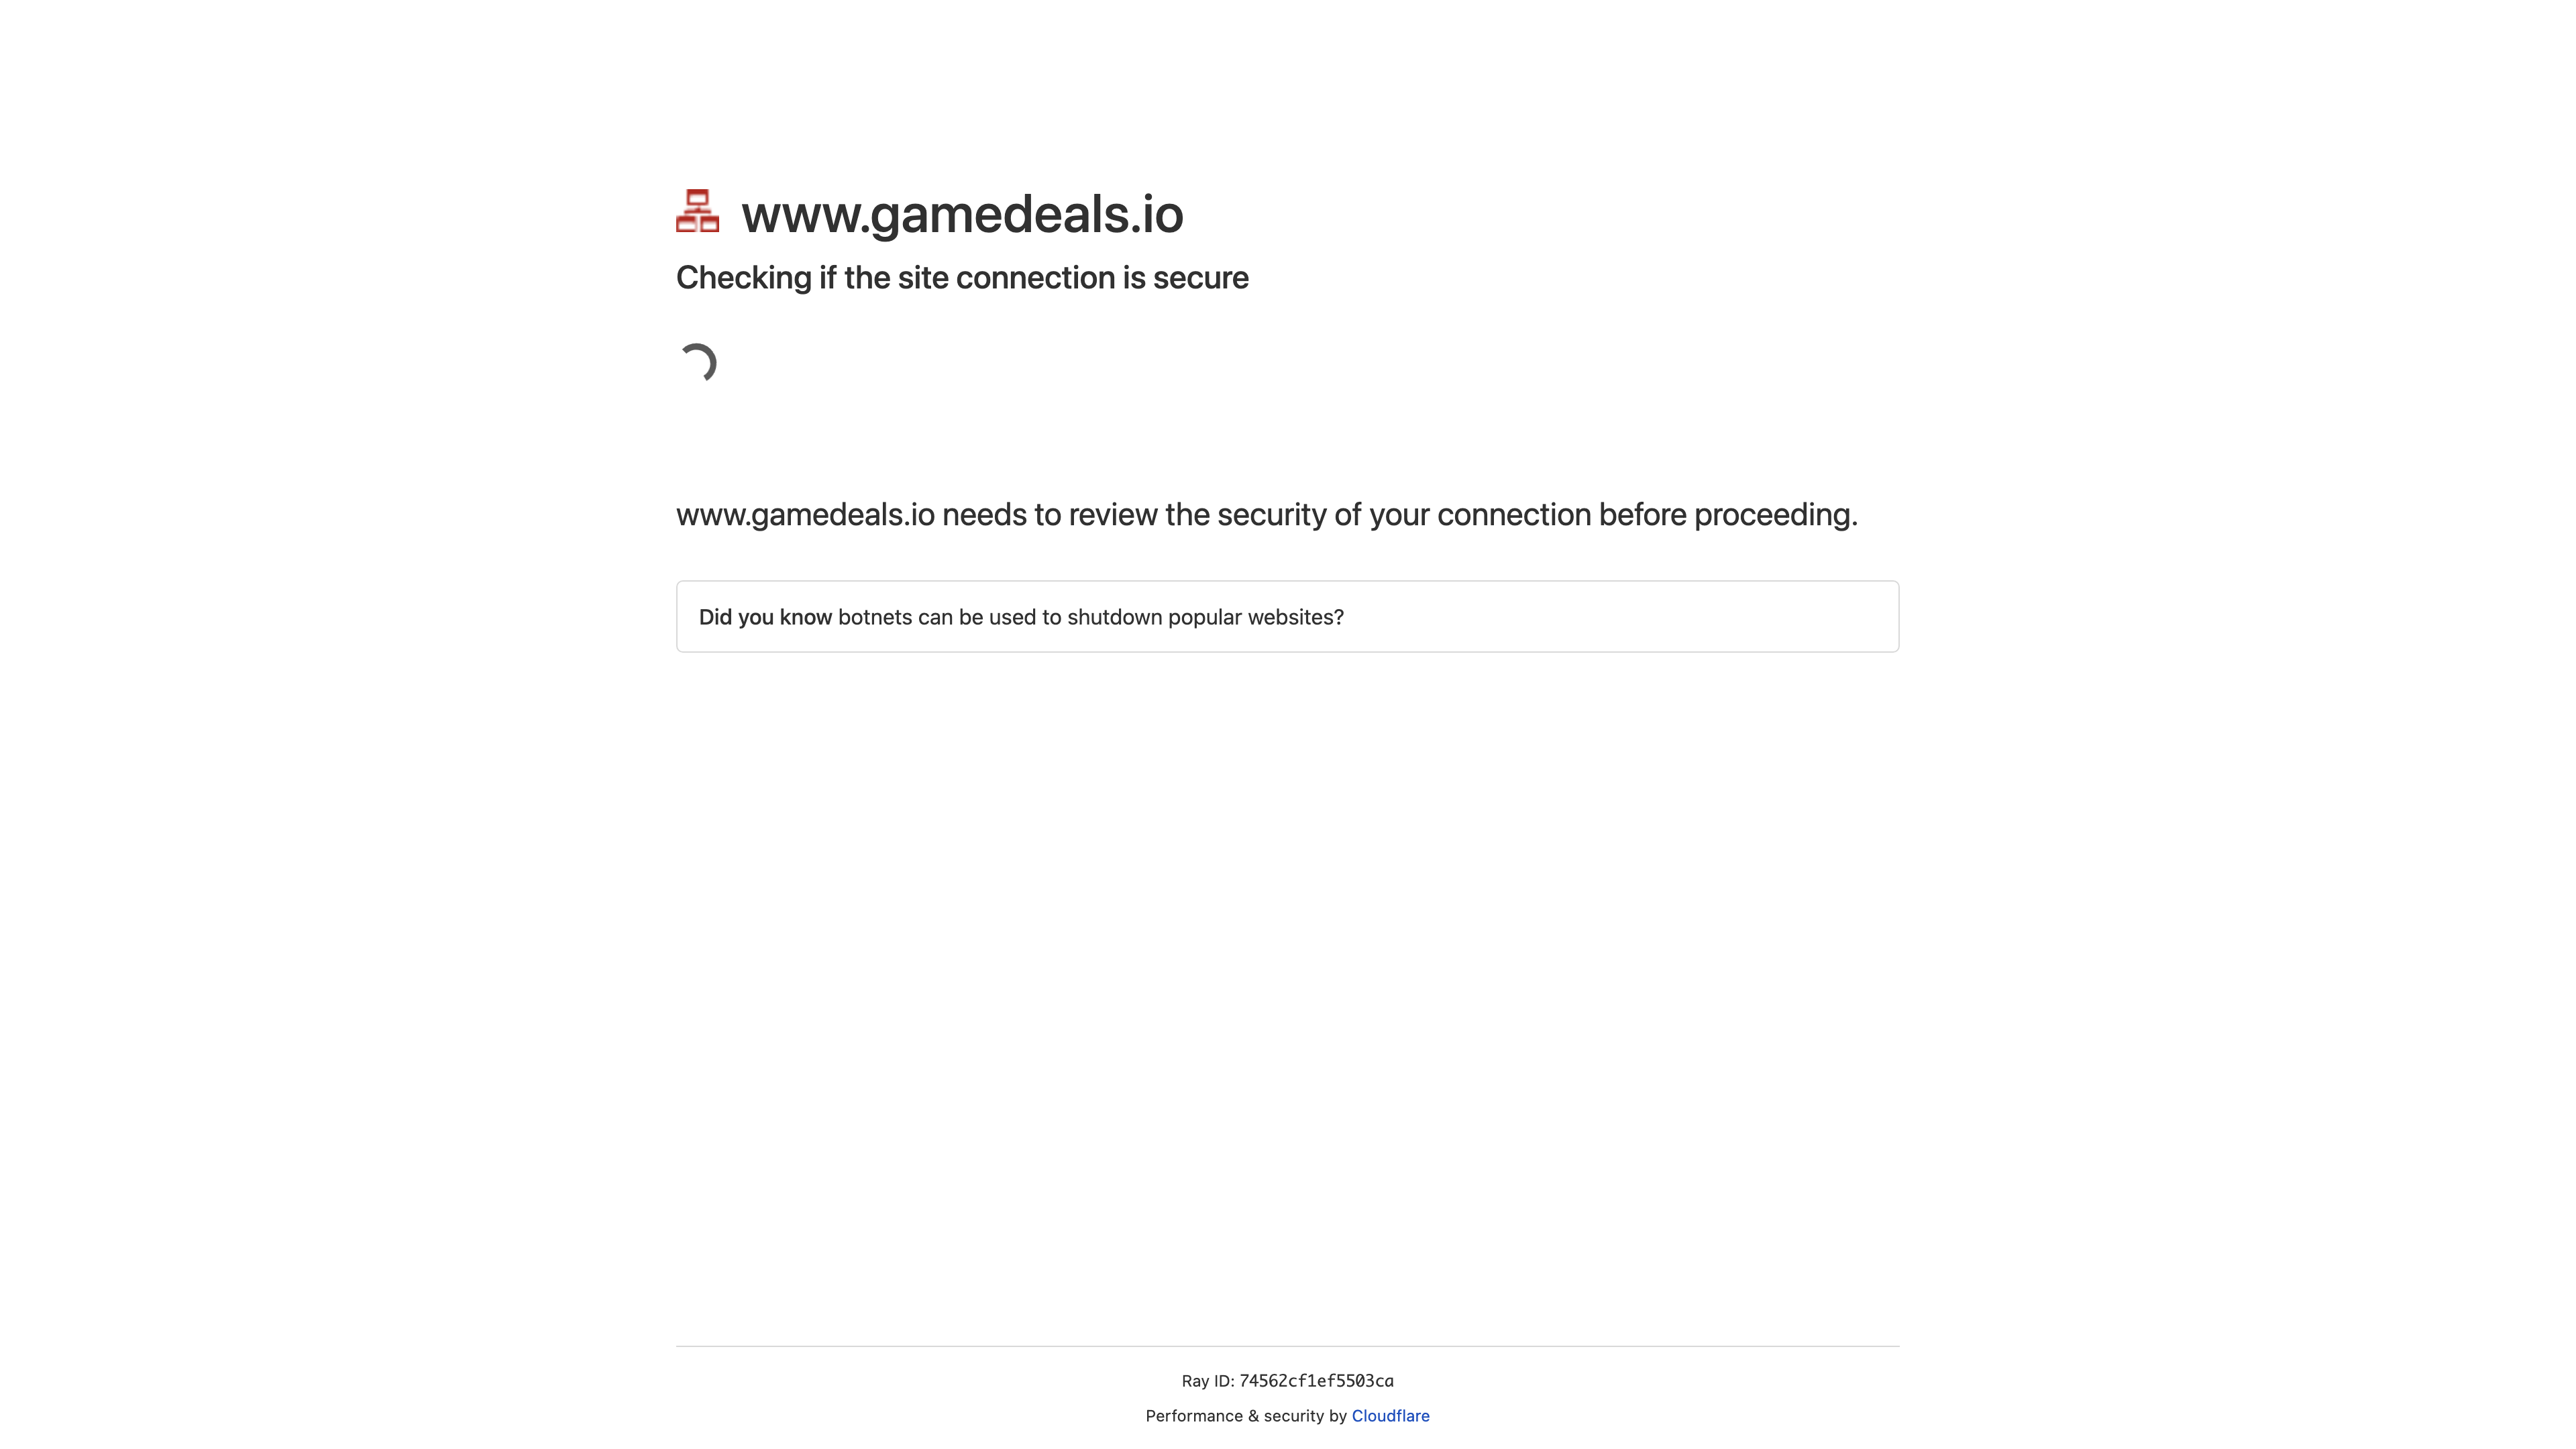 www.gamedeals.io
Checking if the site connection is secure
www.gamedeals.io needs to review the security of your connection before proceeding.
Did you know botnets can be used to shutdown popular websites?
Ray ID: 74562cf1ef5503ca
Performance & security by Cloudflare